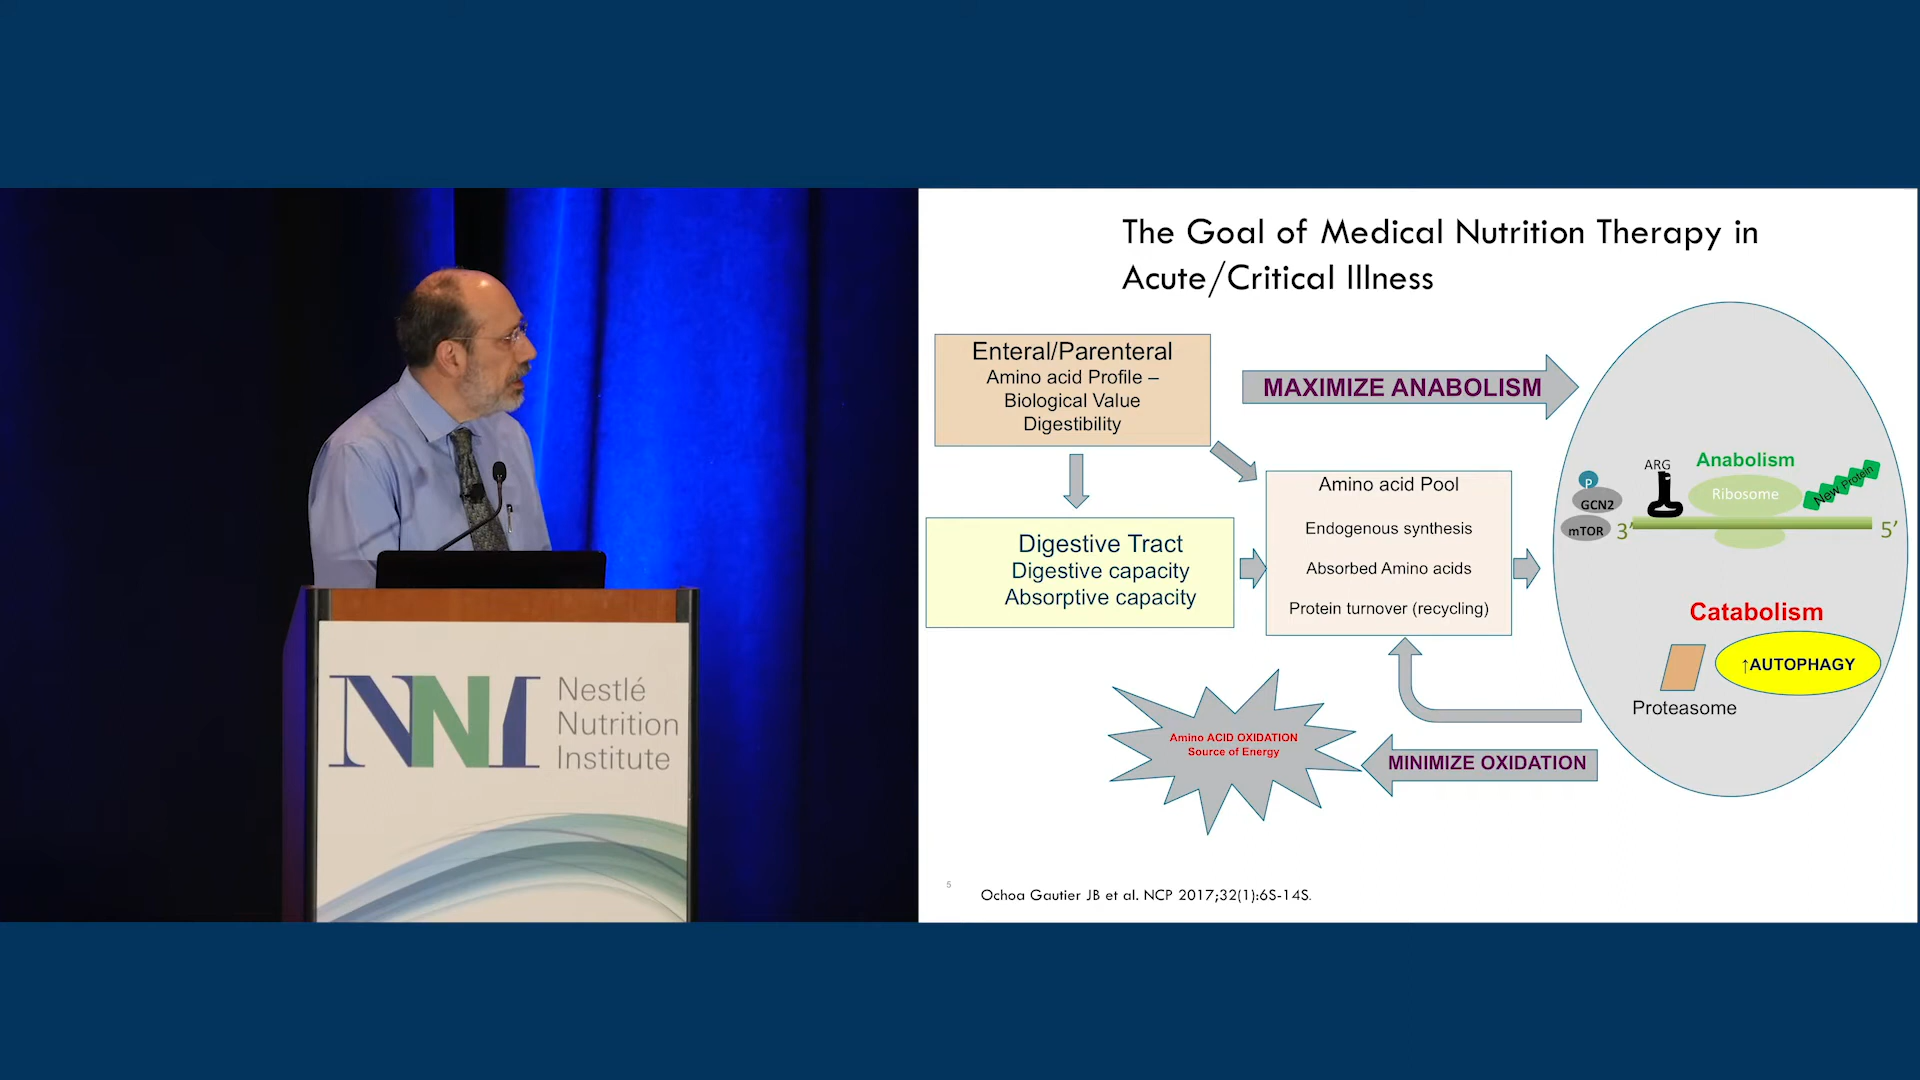 The Goal of Medical Nutrition Therapy in
Acute/Critical Illness
Enteral/Parenteral
Amino acid Profile –
Biological Value
Digestibility
MAXIMIZE ANABOLISM
Digestive Tract
Digestive capacity
Absorptive capacity
Amino acid Pool
Endogenous synthesis
Absorbed Amino acids
Protein turnover (recycling)
Anabolism
ARG
Ribosome
New Protein
P
GCN2
mTOR
3'
5'
Catabolism
↑AUTOPHAGY
Proteasome
Amino ACID OXIDATION
Source of Energy
MINIMIZE OXIDATION
5
Ochoa Gautier JB et al. NCP 2017;32(1):6S-14S.
NNI
Nestlé
Nutrition
Institute